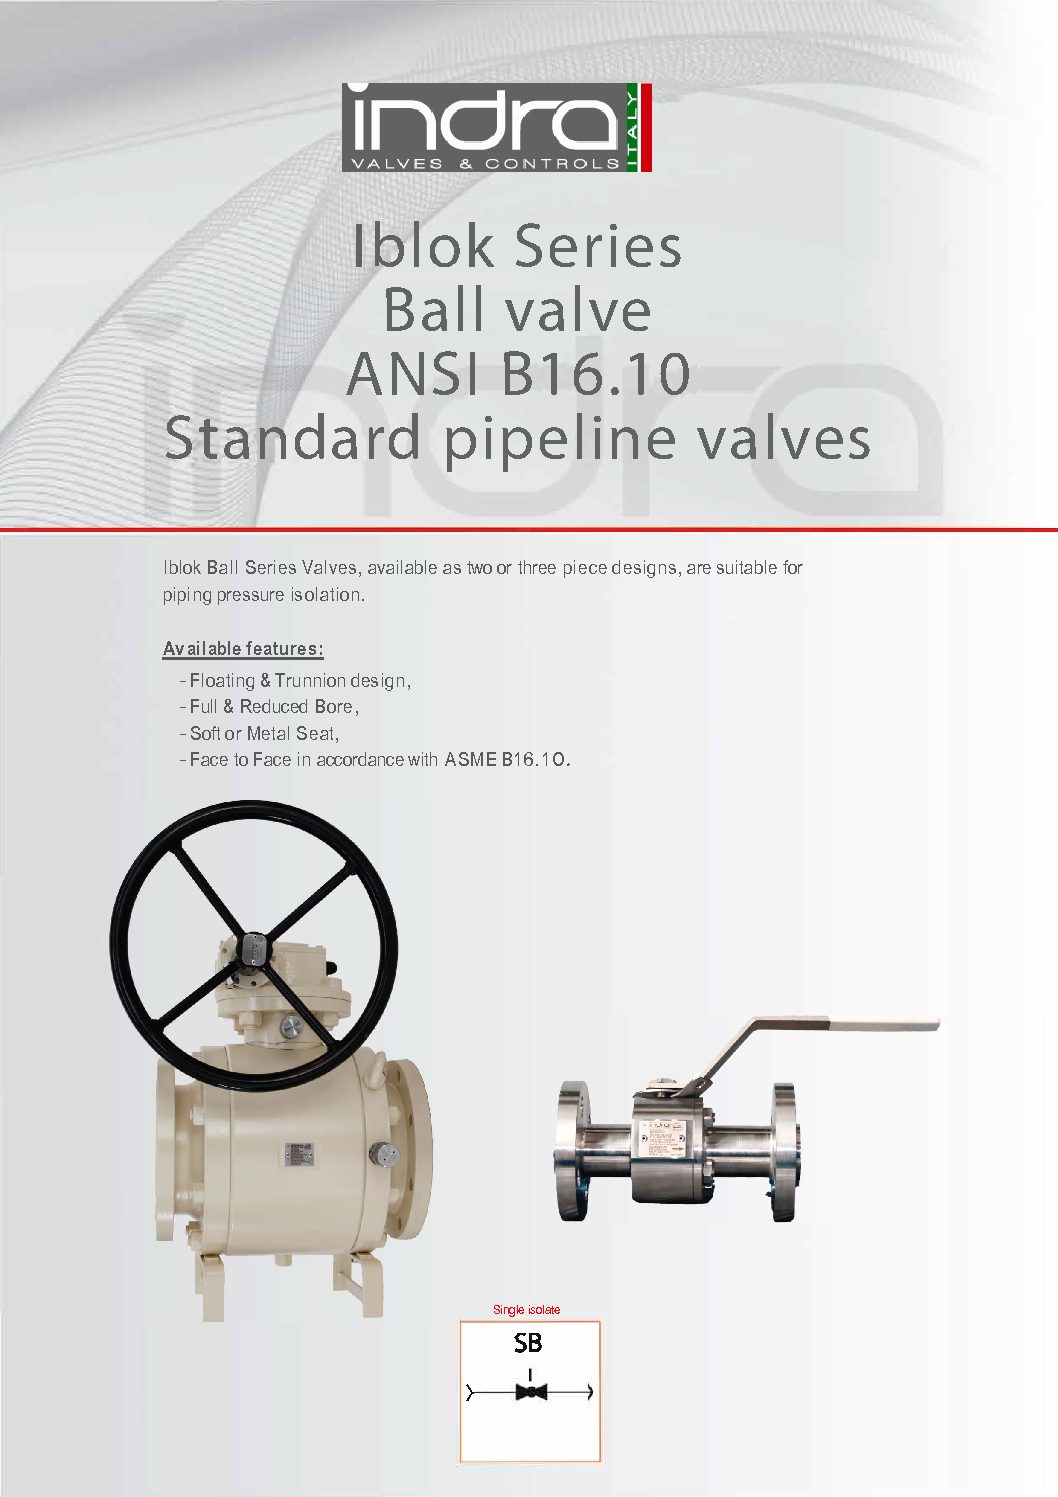 indra
VALVES & CONTROLS
ITALY
Iblok Series
Ball valve
ANSI B16.10
Standard pipeline valves
Iblok Ball Series Valves, available as two or three piece designs, are suitable for
piping pressure isolation.
Available features:
- Floating & Trunnion design,
- Full & Reduced Bore,
- Soft or Metal Seat,
- Face to Face in accordance with ASME B16.1O.
indra
Single isolate
SB